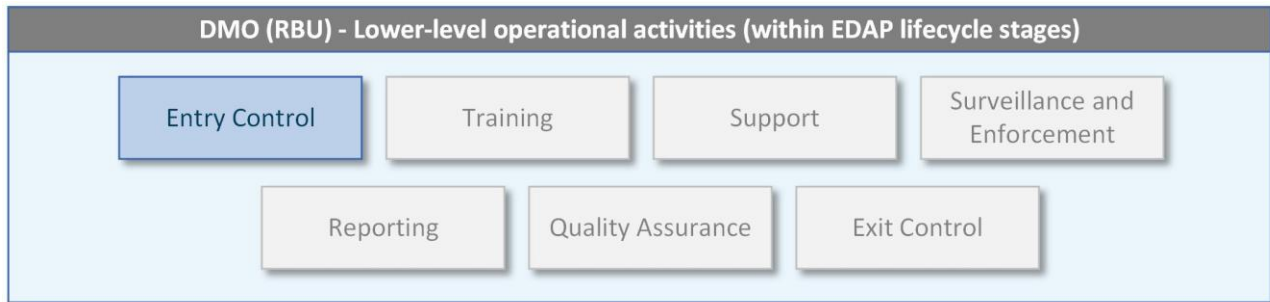 DMO (RBU) - Lower-level operational activities (within EDAP lifecycle stages)
Entry Control
Training
Support
Surveillance and
Enforcement
Reporting
Quality Assurance
Exit Control